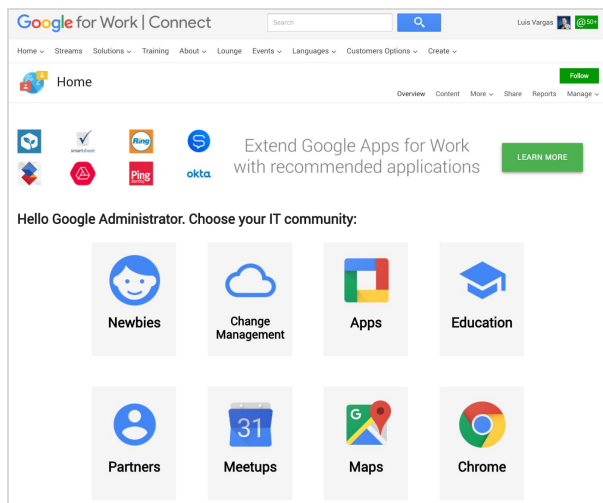 Google for Work | Connect
Search
Luis Vargas
@ 50+
Home Streams Solutions Training About Lounge Events Languages Customers Options Create
Home
Follow
Overview Content More Share Reports Manage
smartsheet
Ring
S
Ping
Identity
okta
Extend Google Apps for Work
with recommended applications
LEARN MORE
Hello Google Administrator. Choose your IT community:
Newbies
Change
Management
Apps
Education
31
G
Partners
Meetups
Maps
Chrome